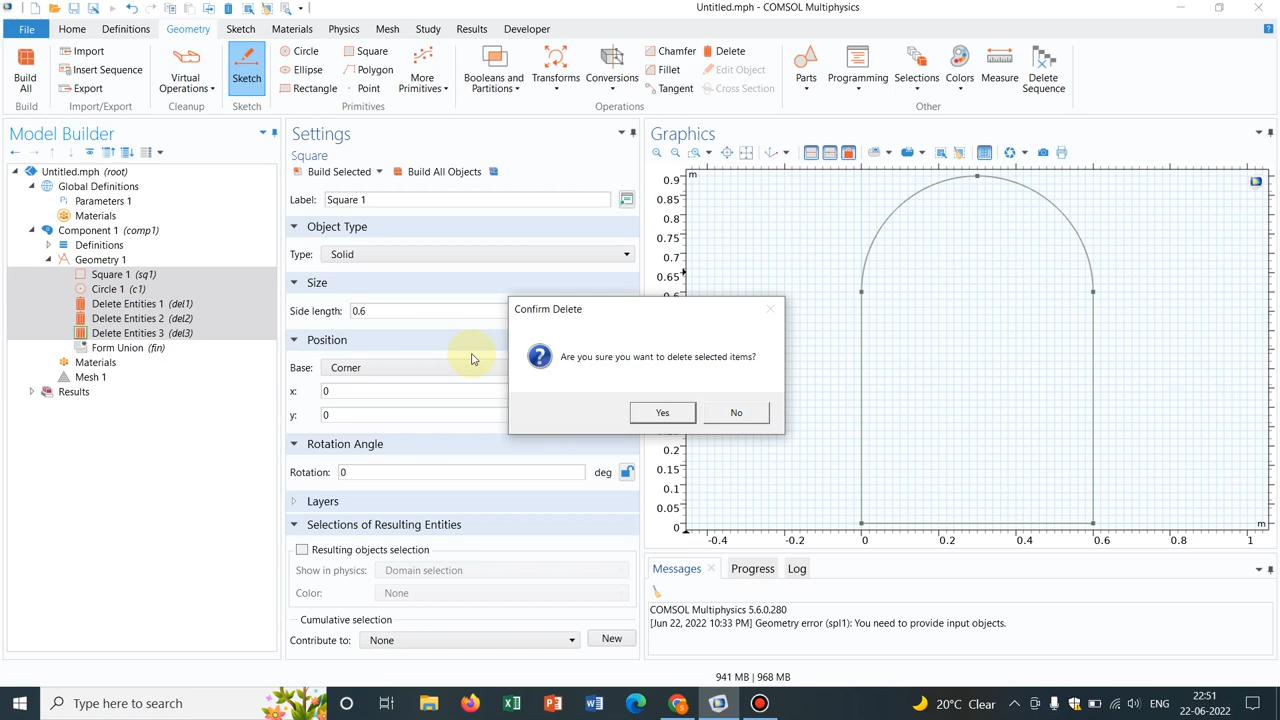 Untitled.mph - COMSOL Multiphysics
File Home Definitions Geometry Sketch Materials Physics Mesh Study Results Developer
Build All
Build
Import
Insert Sequence
Export
Import/Export
Virtual Operations
Cleanup
Sketch
Sketch
Circle
Ellipse
Rectangle
Square
Polygon
Point
More Primitives
Primitives
Booleans and Partitions
Transforms
Conversions
Chamfer
Fillet
Tangent
Delete
Edit Object
Cross Section
Operations
Parts
Programming
Selections
Colors
Measure
Delete Sequence
Other
Model Builder
Untitled.mph (root)
Global Definitions
Parameters 1
Materials
Component 1 (comp1)
Definitions
Geometry 1
Square 1 (sq1)
Circle 1 (c1)
Delete Entities 1 (del1)
Delete Entities 2 (del2)
Delete Entities 3 (del3)
Form Union (fin)
Materials
Mesh 1
Results
Settings
Square
Build Selected Build All Objects
Label: Square 1
Object Type
Type: Solid
Size
Side length: 0.6
Position
Base: Corner
x: 0
y: 0
Rotation Angle
Rotation: 0 deg
Layers
Selections of Resulting Entities
Resulting objects selection
Show in physics: Domain selection
Color: None
Cumulative selection
Contribute to: None New
Confirm Delete
Are you sure you want to delete selected items?
Yes No
Graphics
m
0.9
0.85
0.8
0.75
0.7
0.65
0.2
0.15
0.1
0.05
0
-0.4 -0.2 0 0.2 0.4 0.6 0.8 1
m
Messages Progress Log
COMSOL Multiphysics 5.6.0.280
[Jun 22, 2022 10:33 PM] Geometry error (spl1): You need to provide input objects.
941 MB | 968 MB
Type here to search
20°C Clear
ENG
22:51
22-06-2022